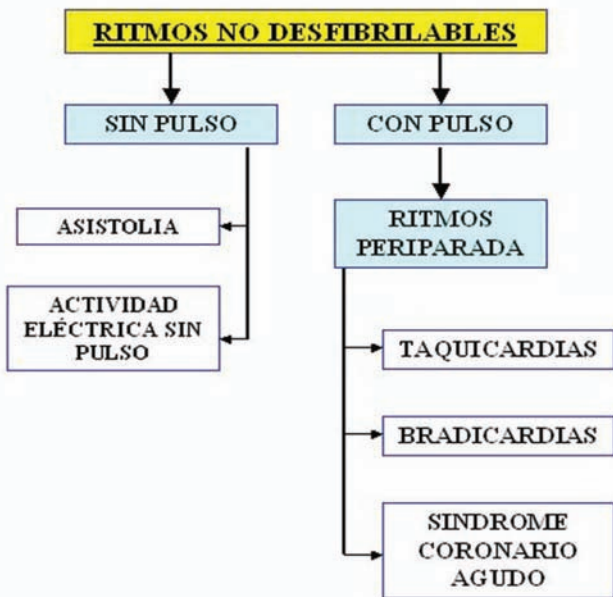 RITMOS NO DESFIBRILABLES
SIN PULSO
CON PULSO
ASISTOLIA
RITMOS
PERIPARADA
ACTIVIDAD
ELÉCTRICA SIN
PULSO
TAQUICARDIAS
BRADICARDIAS
SINDROME
CORONARIO
AGUDO